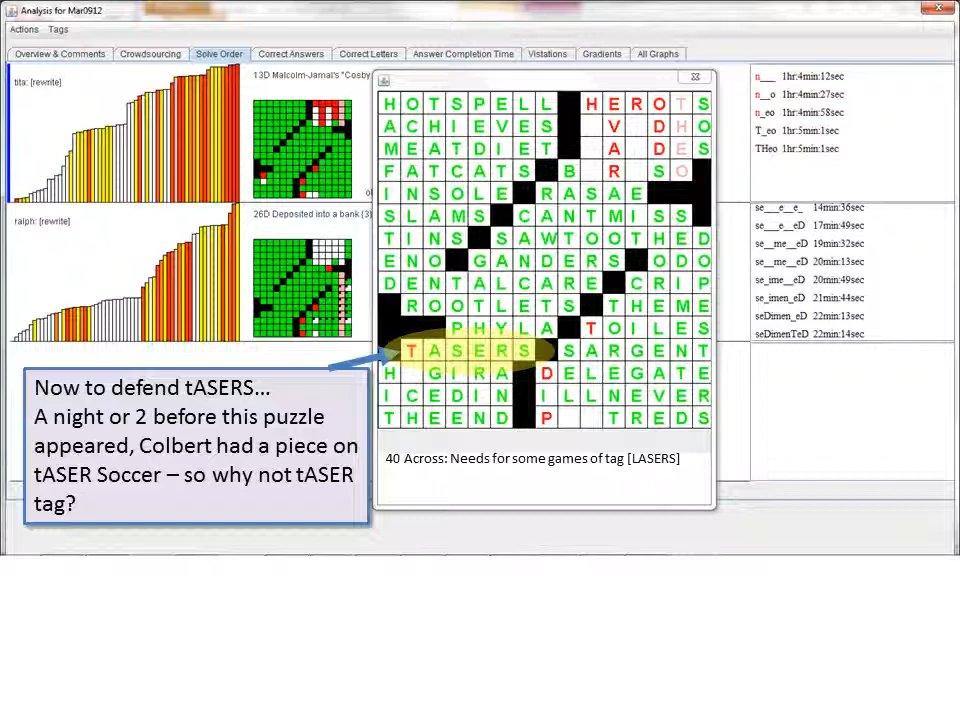 Analysis for Mar0912
Actions Tags
Overview & Comments Crowdsourcing Solve Order Correct Answers Correct Letters Answer Completion Time Vistations Gradients All Graphs
tita: [rewrite]
13D Malcolm-Jamal's "Cosby
n___ 1hr:4min:12sec
n__o 1hr:4min:27sec
n_eo 1hr:4min:58sec
T_eo 1hr:5min:1sec
THeo 1hr:5min:1sec
ralph: [rewrite]
26D Deposited into a bank (3)
se___e__e_ 14min:36sec
se___e__eD 17min:49sec
se__me__eD 19min:32sec
se__me__eD 20min:13sec
se_ime__eD 20min:49sec
se_imen_eD 21min:44sec
seDimen_eD 22min:13sec
seDimenTeD 22min:14sec
H O T S P E L L H E R O T S
A C H I E V E S V D H O
M E A T D I E T A D E S
F A T C A T S B R S O
I N S O L E R A S A E
S L A M S C A N T M I S S
T I N S S A W T O O T H E D
E N O G A N D E R S O D O
D E N T A L C A R E C R I P
R O O T L E T S T H E M E
P H Y L A T O I L E S
T A S E R S S A R G E N T
H G I R A D E L E G A T E
I C E D I N I L L N E V E R
T H E E N D P T R E D S
40 Across: Needs for some games of tag [LASERS]
Now to defend tASERS…
A night or 2 before this puzzle
appeared, Colbert had a piece on
tASER Soccer – so why not tASER
tag?